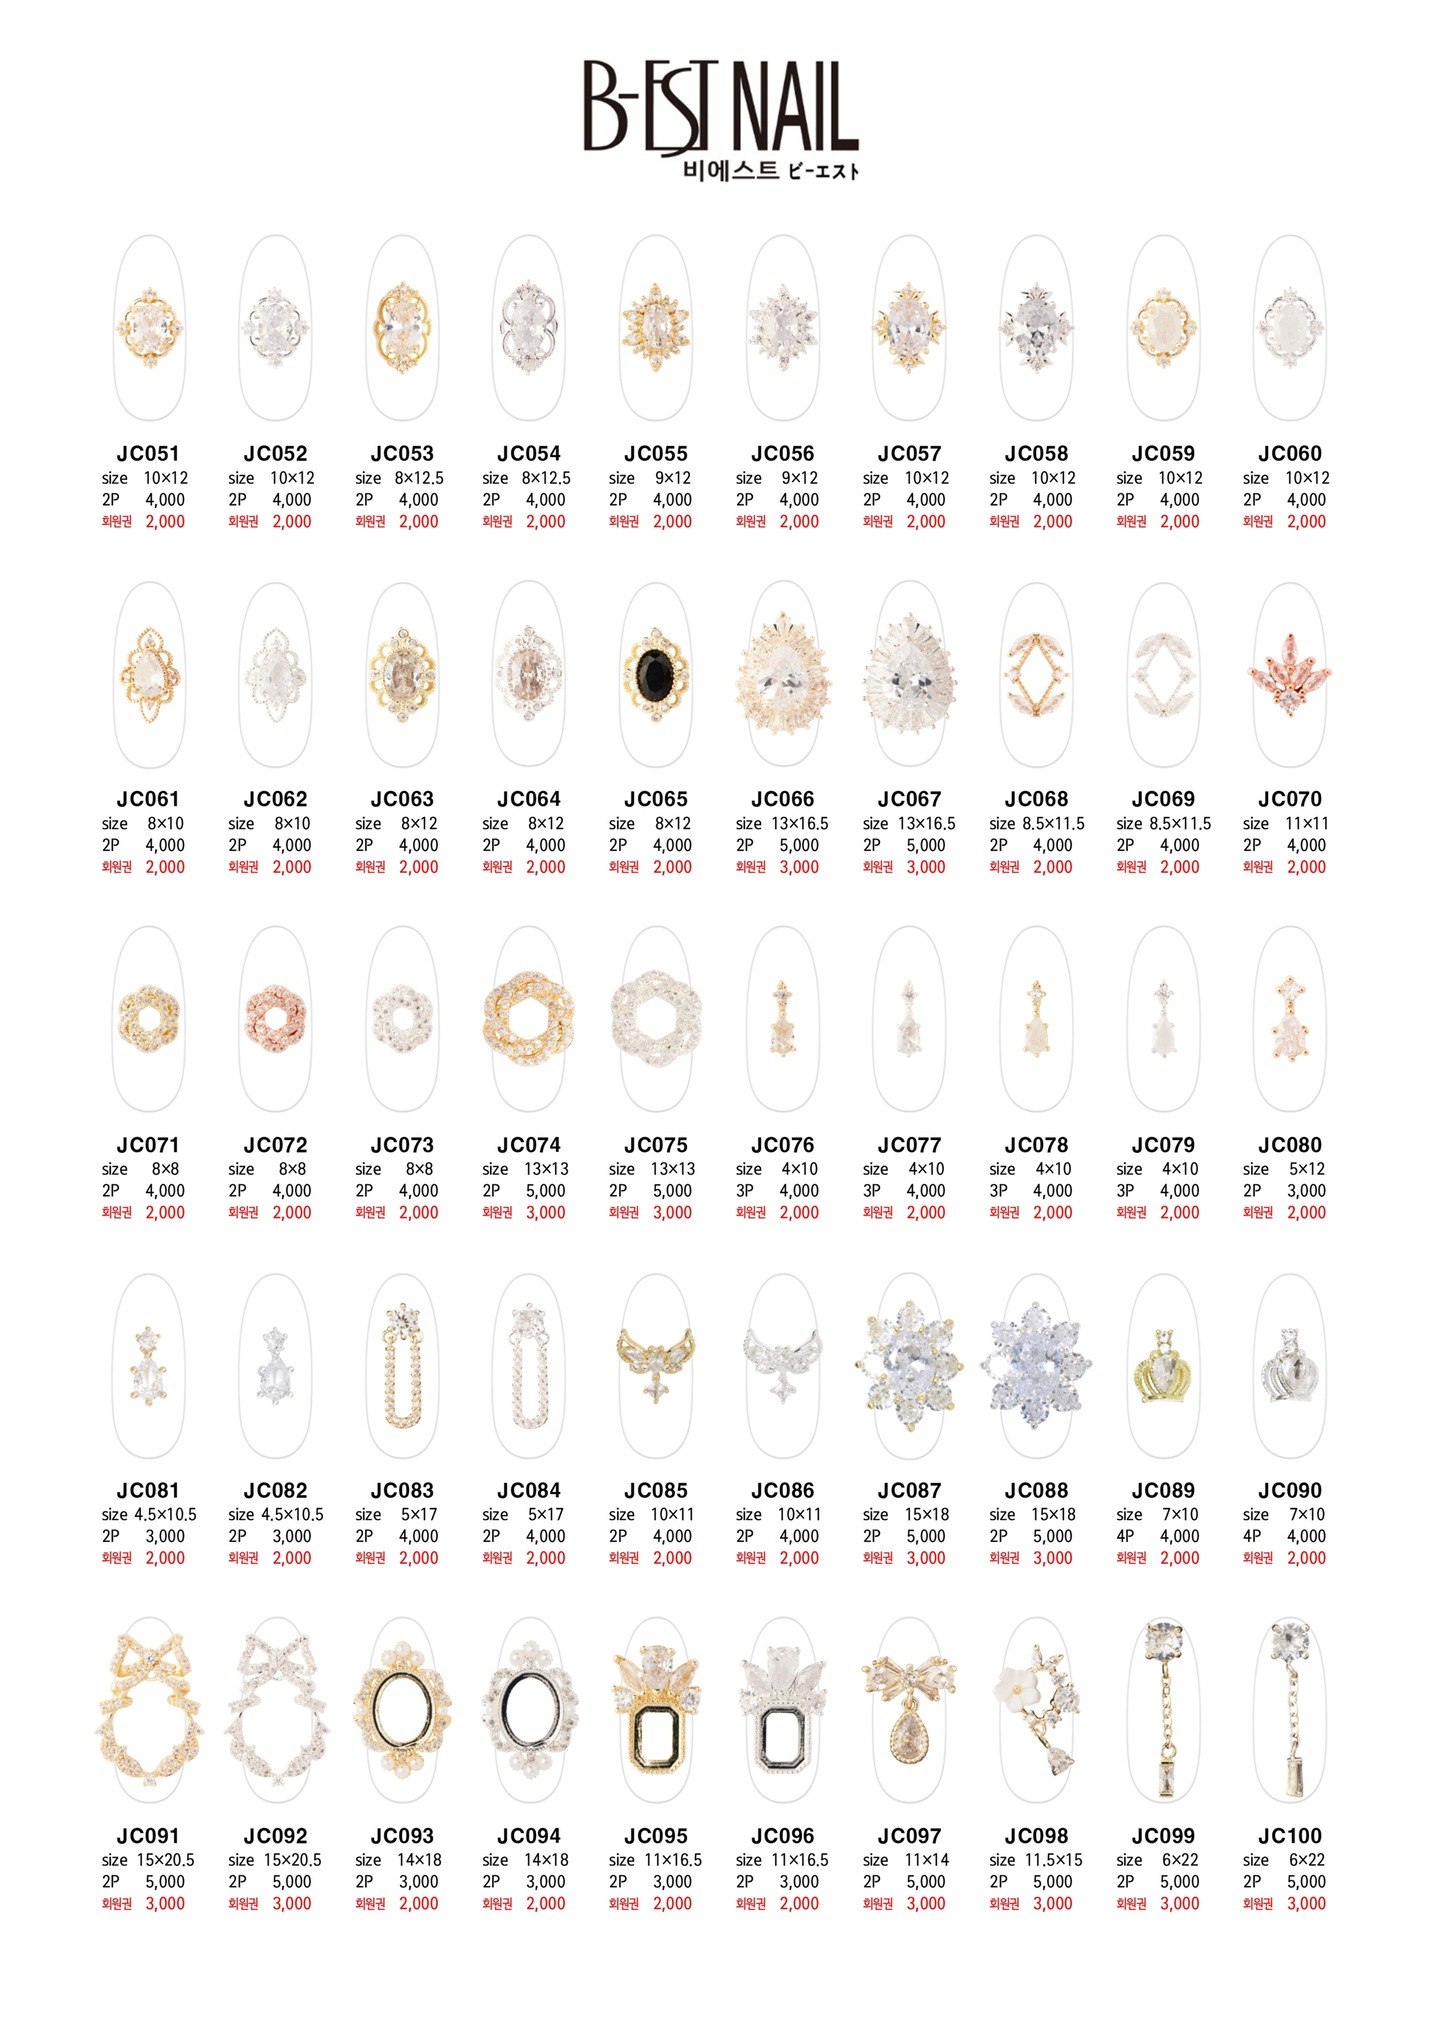 B-EST NAIL
비에스트 ビｰエスト
JC051 JC052 JC053 JC054 JC055 JC056 JC057 JC058 JC059 JC060
size 10×12 size 10×12 size 8×12.5 size 8×12.5 size 9×12 size 9×12 size 10×12 size 10×12 size 10×12 size 10×12
2P 4,000 2P 4,000 2P 4,000 2P 4,000 2P 4,000 2P 4,000 2P 4,000 2P 4,000 2P 4,000 2P 4,000
회원권 2,000 회원권 2,000 회원권 2,000 회원권 2,000 회원권 2,000 회원권 2,000 회원권 2,000 회원권 2,000 회원권 2,000 회원권 2,000
JC061 JC062 JC063 JC064 JC065 JC066 JC067 JC068 JC069 JC070
size 8×10 size 8×10 size 8×12 size 8×12 size 8×12 size 13×16.5 size 13×16.5 size 8.5×11.5 size 8.5×11.5 size 11×11
2P 4,000 2P 4,000 2P 4,000 2P 4,000 2P 4,000 2P 5,000 2P 5,000 2P 4,000 2P 4,000 2P 4,000
회원권 2,000 회원권 2,000 회원권 2,000 회원권 2,000 회원권 2,000 회원권 3,000 회원권 3,000 회원권 2,000 회원권 2,000 회원권 2,000
JC071 JC072 JC073 JC074 JC075 JC076 JC077 JC078 JC079 JC080
size 8×8 size 8×8 size 8×8 size 13×13 size 13×13 size 4×10 size 4×10 size 4×10 size 4×10 size 5×12
2P 4,000 2P 4,000 2P 4,000 2P 5,000 2P 5,000 3P 4,000 3P 4,000 3P 4,000 3P 4,000 2P 3,000
회원권 2,000 회원권 2,000 회원권 2,000 회원권 3,000 회원권 3,000 회원권 2,000 회원권 2,000 회원권 2,000 회원권 2,000 회원권 2,000
JC081 JC082 JC083 JC084 JC085 JC086 JC087 JC088 JC089 JC090
size 4.5×10.5 size 4.5×10.5 size 5×17 size 5×17 size 10×11 size 10×11 size 15×18 size 15×18 size 7×10 size 7×10
2P 3,000 2P 3,000 2P 4,000 2P 4,000 2P 4,000 2P 4,000 2P 5,000 2P 5,000 4P 4,000 4P 4,000
회원권 2,000 회원권 2,000 회원권 2,000 회원권 2,000 회원권 2,000 회원권 2,000 회원권 3,000 회원권 3,000 회원권 2,000 회원권 2,000
JC091 JC092 JC093 JC094 JC095 JC096 JC097 JC098 JC099 JC100
size 15×20.5 size 15×20.5 size 14×18 size 14×18 size 11×16.5 size 11×16.5 size 11×14 size 11.5×15 size 6×22 size 6×22
2P 5,000 2P 5,000 2P 3,000 2P 3,000 2P 3,000 2P 3,000 2P 5,000 2P 5,000 2P 5,000 2P 5,000
회원권 3,000 회원권 3,000 회원권 2,000 회원권 2,000 회원권 2,000 회원권 2,000 회원권 3,000 회원권 3,000 회원권 3,000 회원권 3,000